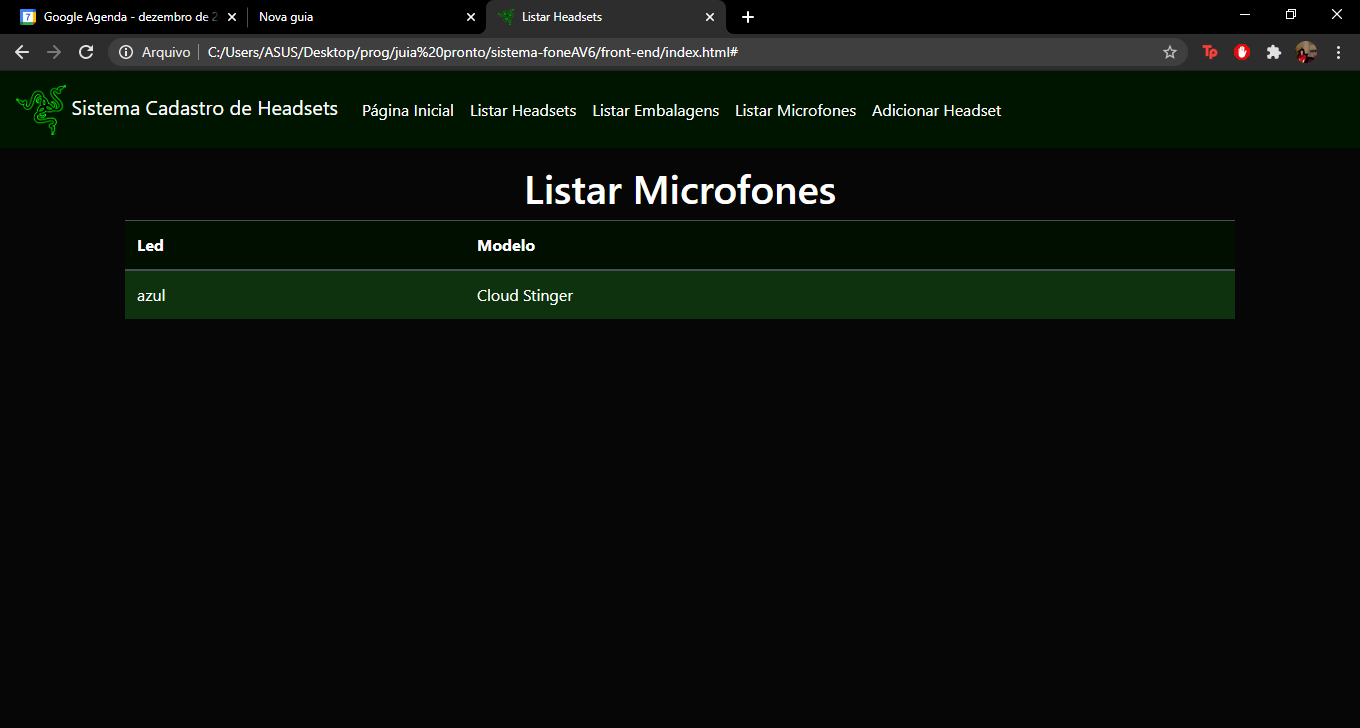 Google Agenda - dezembro de 2
Nova guia
Listar Headsets
Arquivo
C:/Users/ASUS/Desktop/prog/juia%20pronto/sistema-foneAV6/front-end/index.html#
Tp
Sistema Cadastro de Headsets
Página Inicial
Listar Headsets
Listar Embalagens
Listar Microfones
Adicionar Headset
Listar Microfones
Led Modelo
azul Cloud Stinger